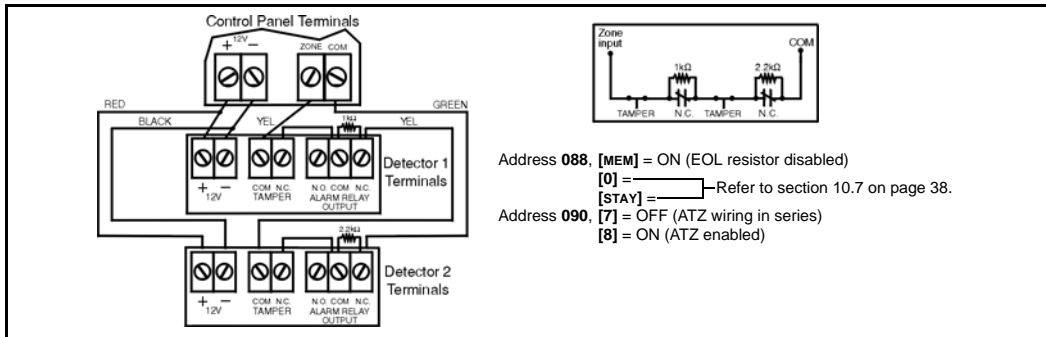 Control Panel Terminals
+ 12V −
ZONE COM
RED
GREEN
BLACK
YEL
1kΩ
YEL
Detector 1
Terminals
+ 12V −
COM N.C.
TAMPER
N.O. COM N.C.
ALARM RELAY
OUTPUT
2.2kΩ
Detector 2
Terminals
+ 12V −
COM N.C.
TAMPER
N.O. COM N.C.
ALARM RELAY
OUTPUT
Zone
input
COM
1kΩ
2.2kΩ
TAMPER N.C. TAMPER N.C.
Address 088, [MEM] = ON (EOL resistor disabled)
[0] =
Refer to section 10.7 on page 38.
[STAY] =
Address 090, [7] = OFF (ATZ wiring in series)
[8] = ON (ATZ enabled)